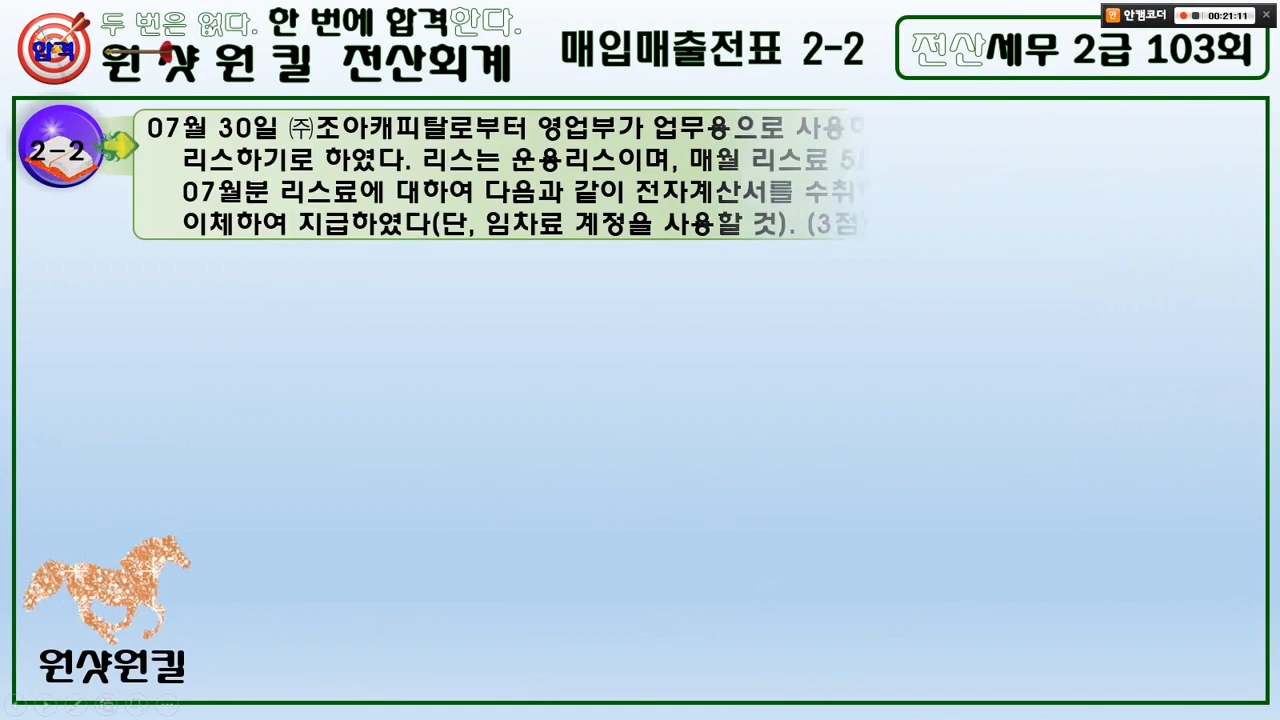 두 번은 없다. 한 번에 합격한다.
합격
원 샷 원 킬 전산회계
매입매출전표 2-2
전산세무 2급 103회
안캠코더
00:21:11
2-2
07월 30일 ㈜조아캐피탈로부터 영업부가 업무용으로 사용
리스하기로 하였다. 리스는 운용리스이며, 매월 리스료
07월분 리스료에 대하여 다음과 같이 전자계산서를 수취
이체하여 지급하였다(단, 임차료 계정을 사용할 것). (3점
원샷원킬